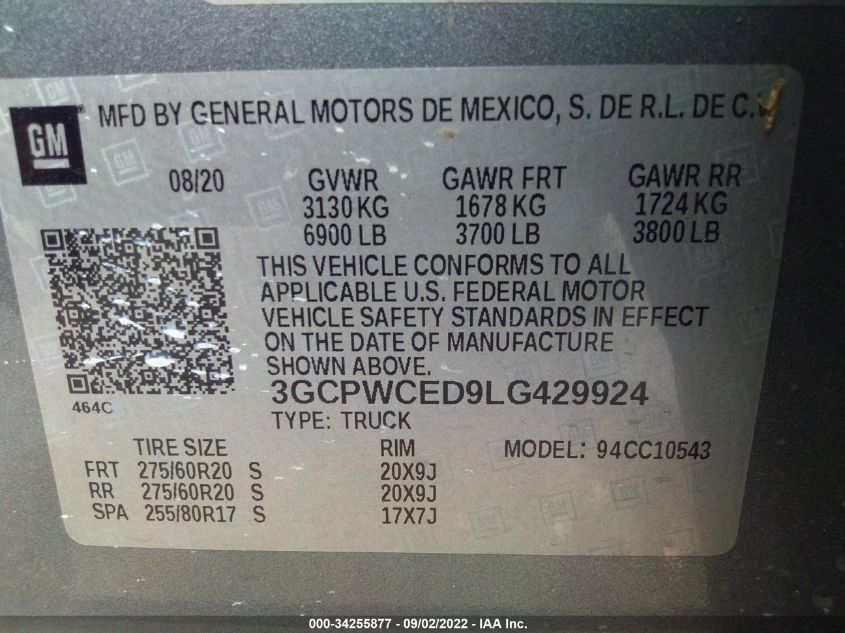 GM
MFD BY GENERAL MOTORS DE MEXICO, S. DE R.L. DE C.V
08/20 GVWR GAWR FRT GAWR RR
3130 KG 1678 KG 1724 KG
6900 LB 3700 LB 3800 LB
THIS VEHICLE CONFORMS TO ALL
APPLICABLE U.S. FEDERAL MOTOR
VEHICLE SAFETY STANDARDS IN EFFECT
ON THE DATE OF MANUFACTURE
SHOWN ABOVE.
464C
3GCPWCED9LG429924
TYPE: TRUCK
TIRE SIZE RIM MODEL: 94CC10543
FRT 275/60R20 S 20X9J
RR 275/60R20 S 20X9J
SPA 255/80R17 S 17X7J
000-34255877 - 09/02/2022 - IAA Inc.